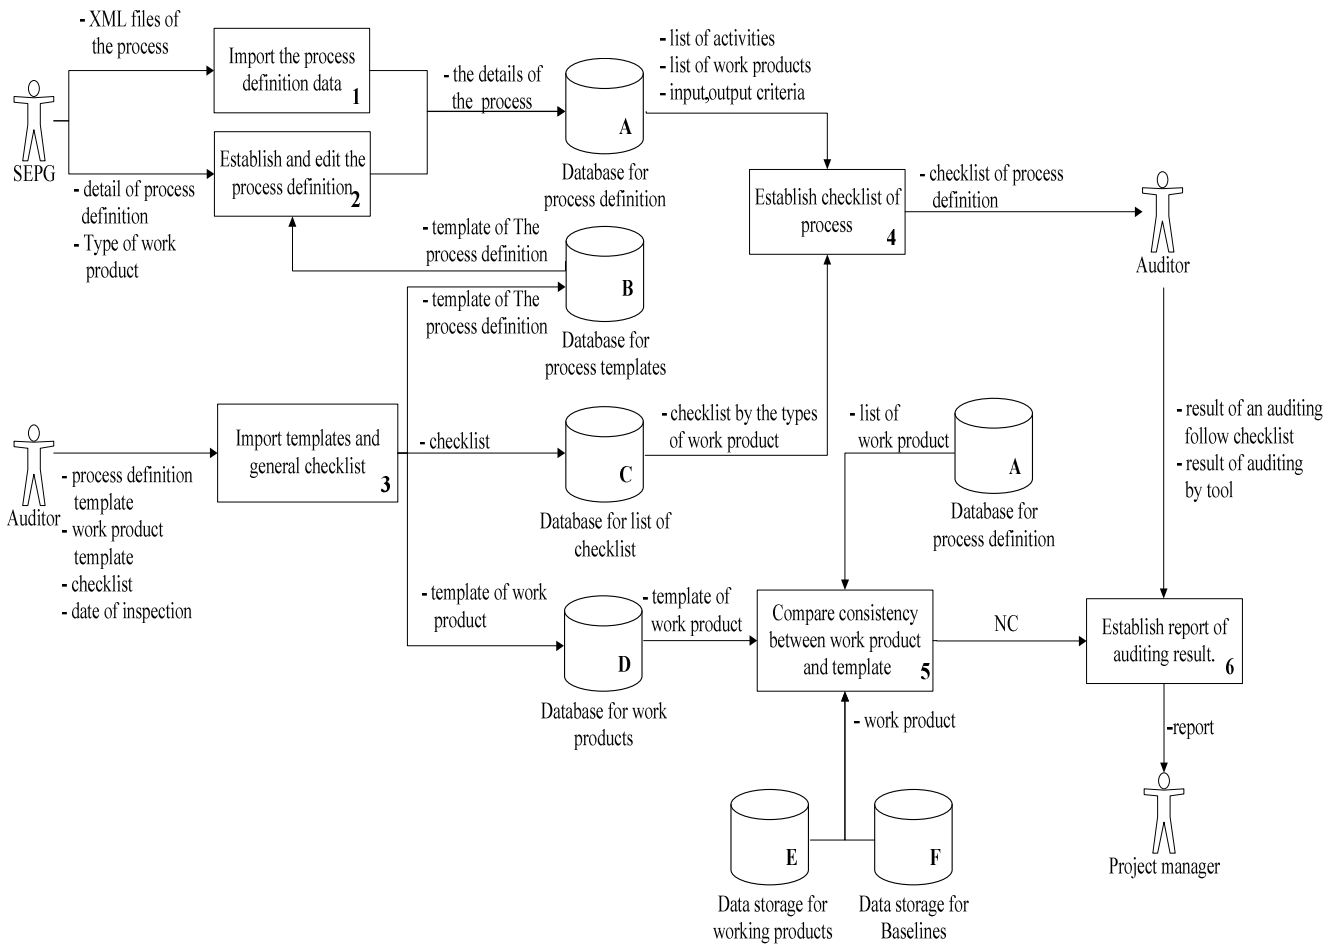 - XML files of
the process
Import the process
definition data
1
SEPG
Establish and edit the
process definition
2
- detail of process
definition
- Type of work
product
- the details of
the process
A
Database for
process definition
- list of activities
- list of work products
- input,output criteria
Establish checklist of
process
4
- checklist of process
definition
Auditor
- template of The
process definition
B
- template of The
process definition
Database for
process templates
Auditor
- process definition
template
- work product
template
- checklist
- date of inspection
Import templates and
general checklist
3
- checklist
C
Database for list of
checklist
- checklist by the types
of work product
- list of
work product
A
Database for
process definition
- result of an auditing
follow checklist
- result of auditing
by tool
- template of work
product
D
Database for work
products
- template of
work product
Compare consistency
between work product
and template
5
NC
Establish report of
auditing result.
6
- work product
-report
E
Data storage for
working products
F
Data storage for
Baselines
Project manager